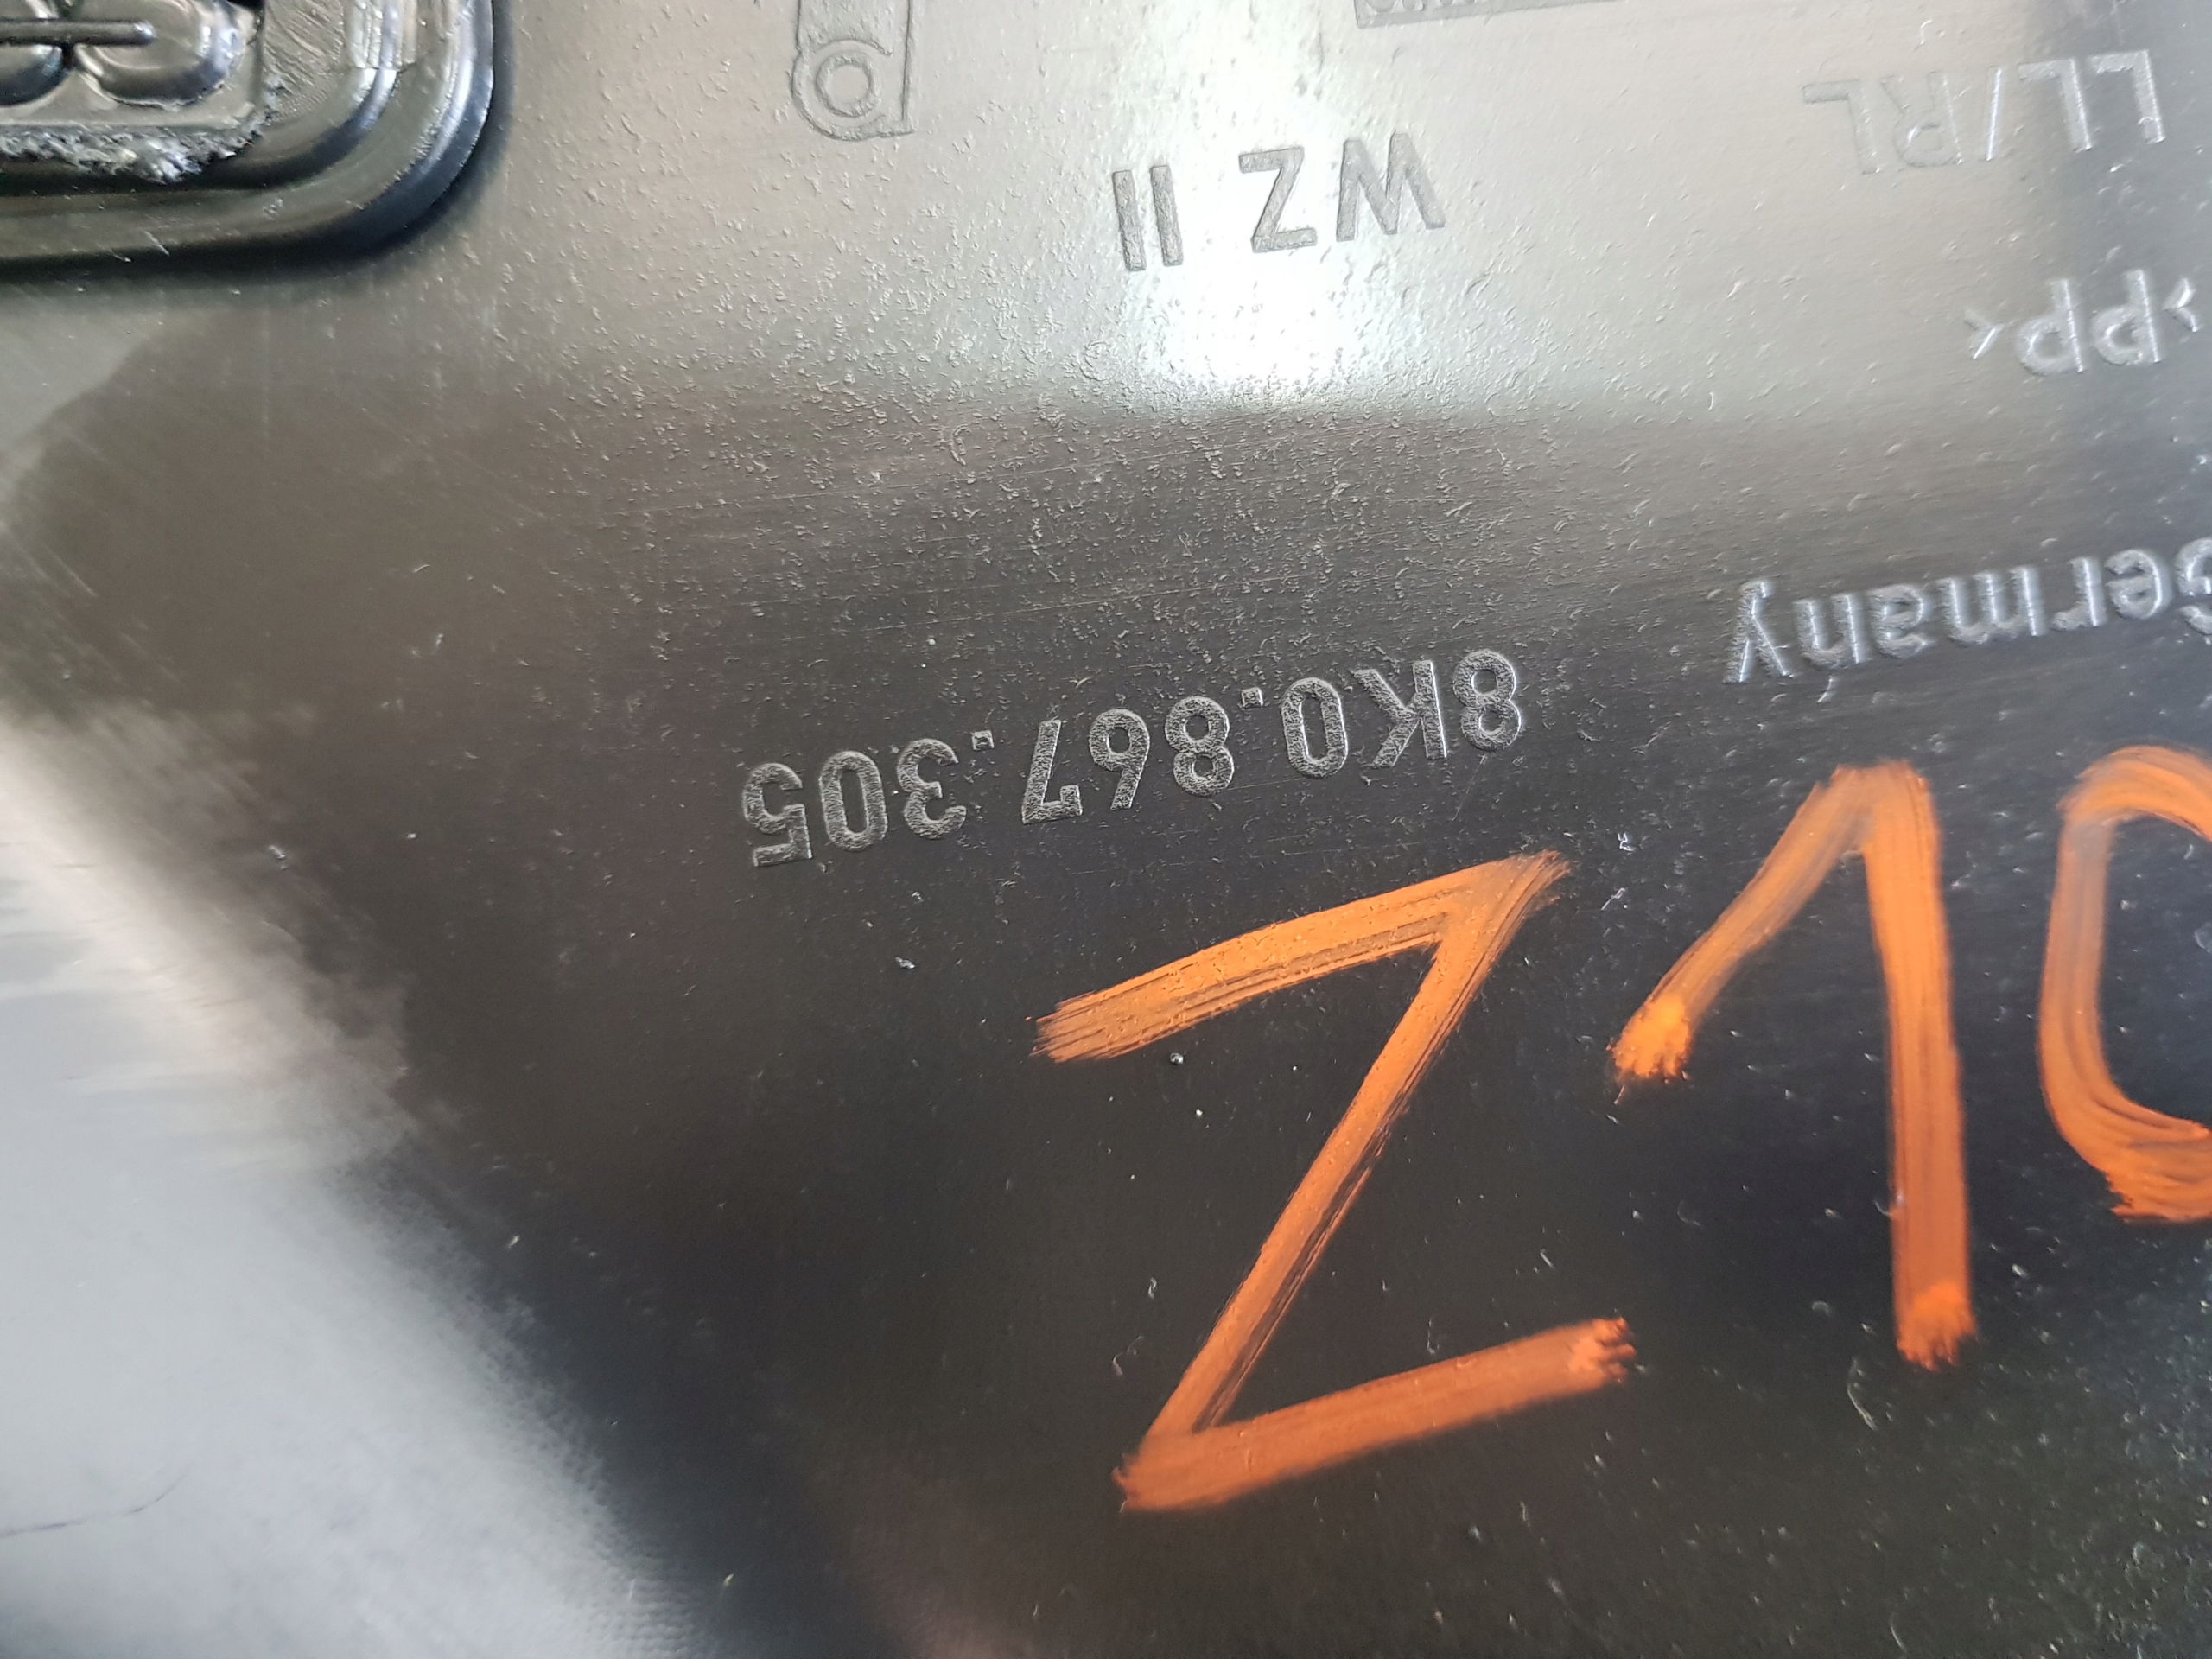 8K0.867.305
Germany
>PP<
LL/RL
WZ II
Z10